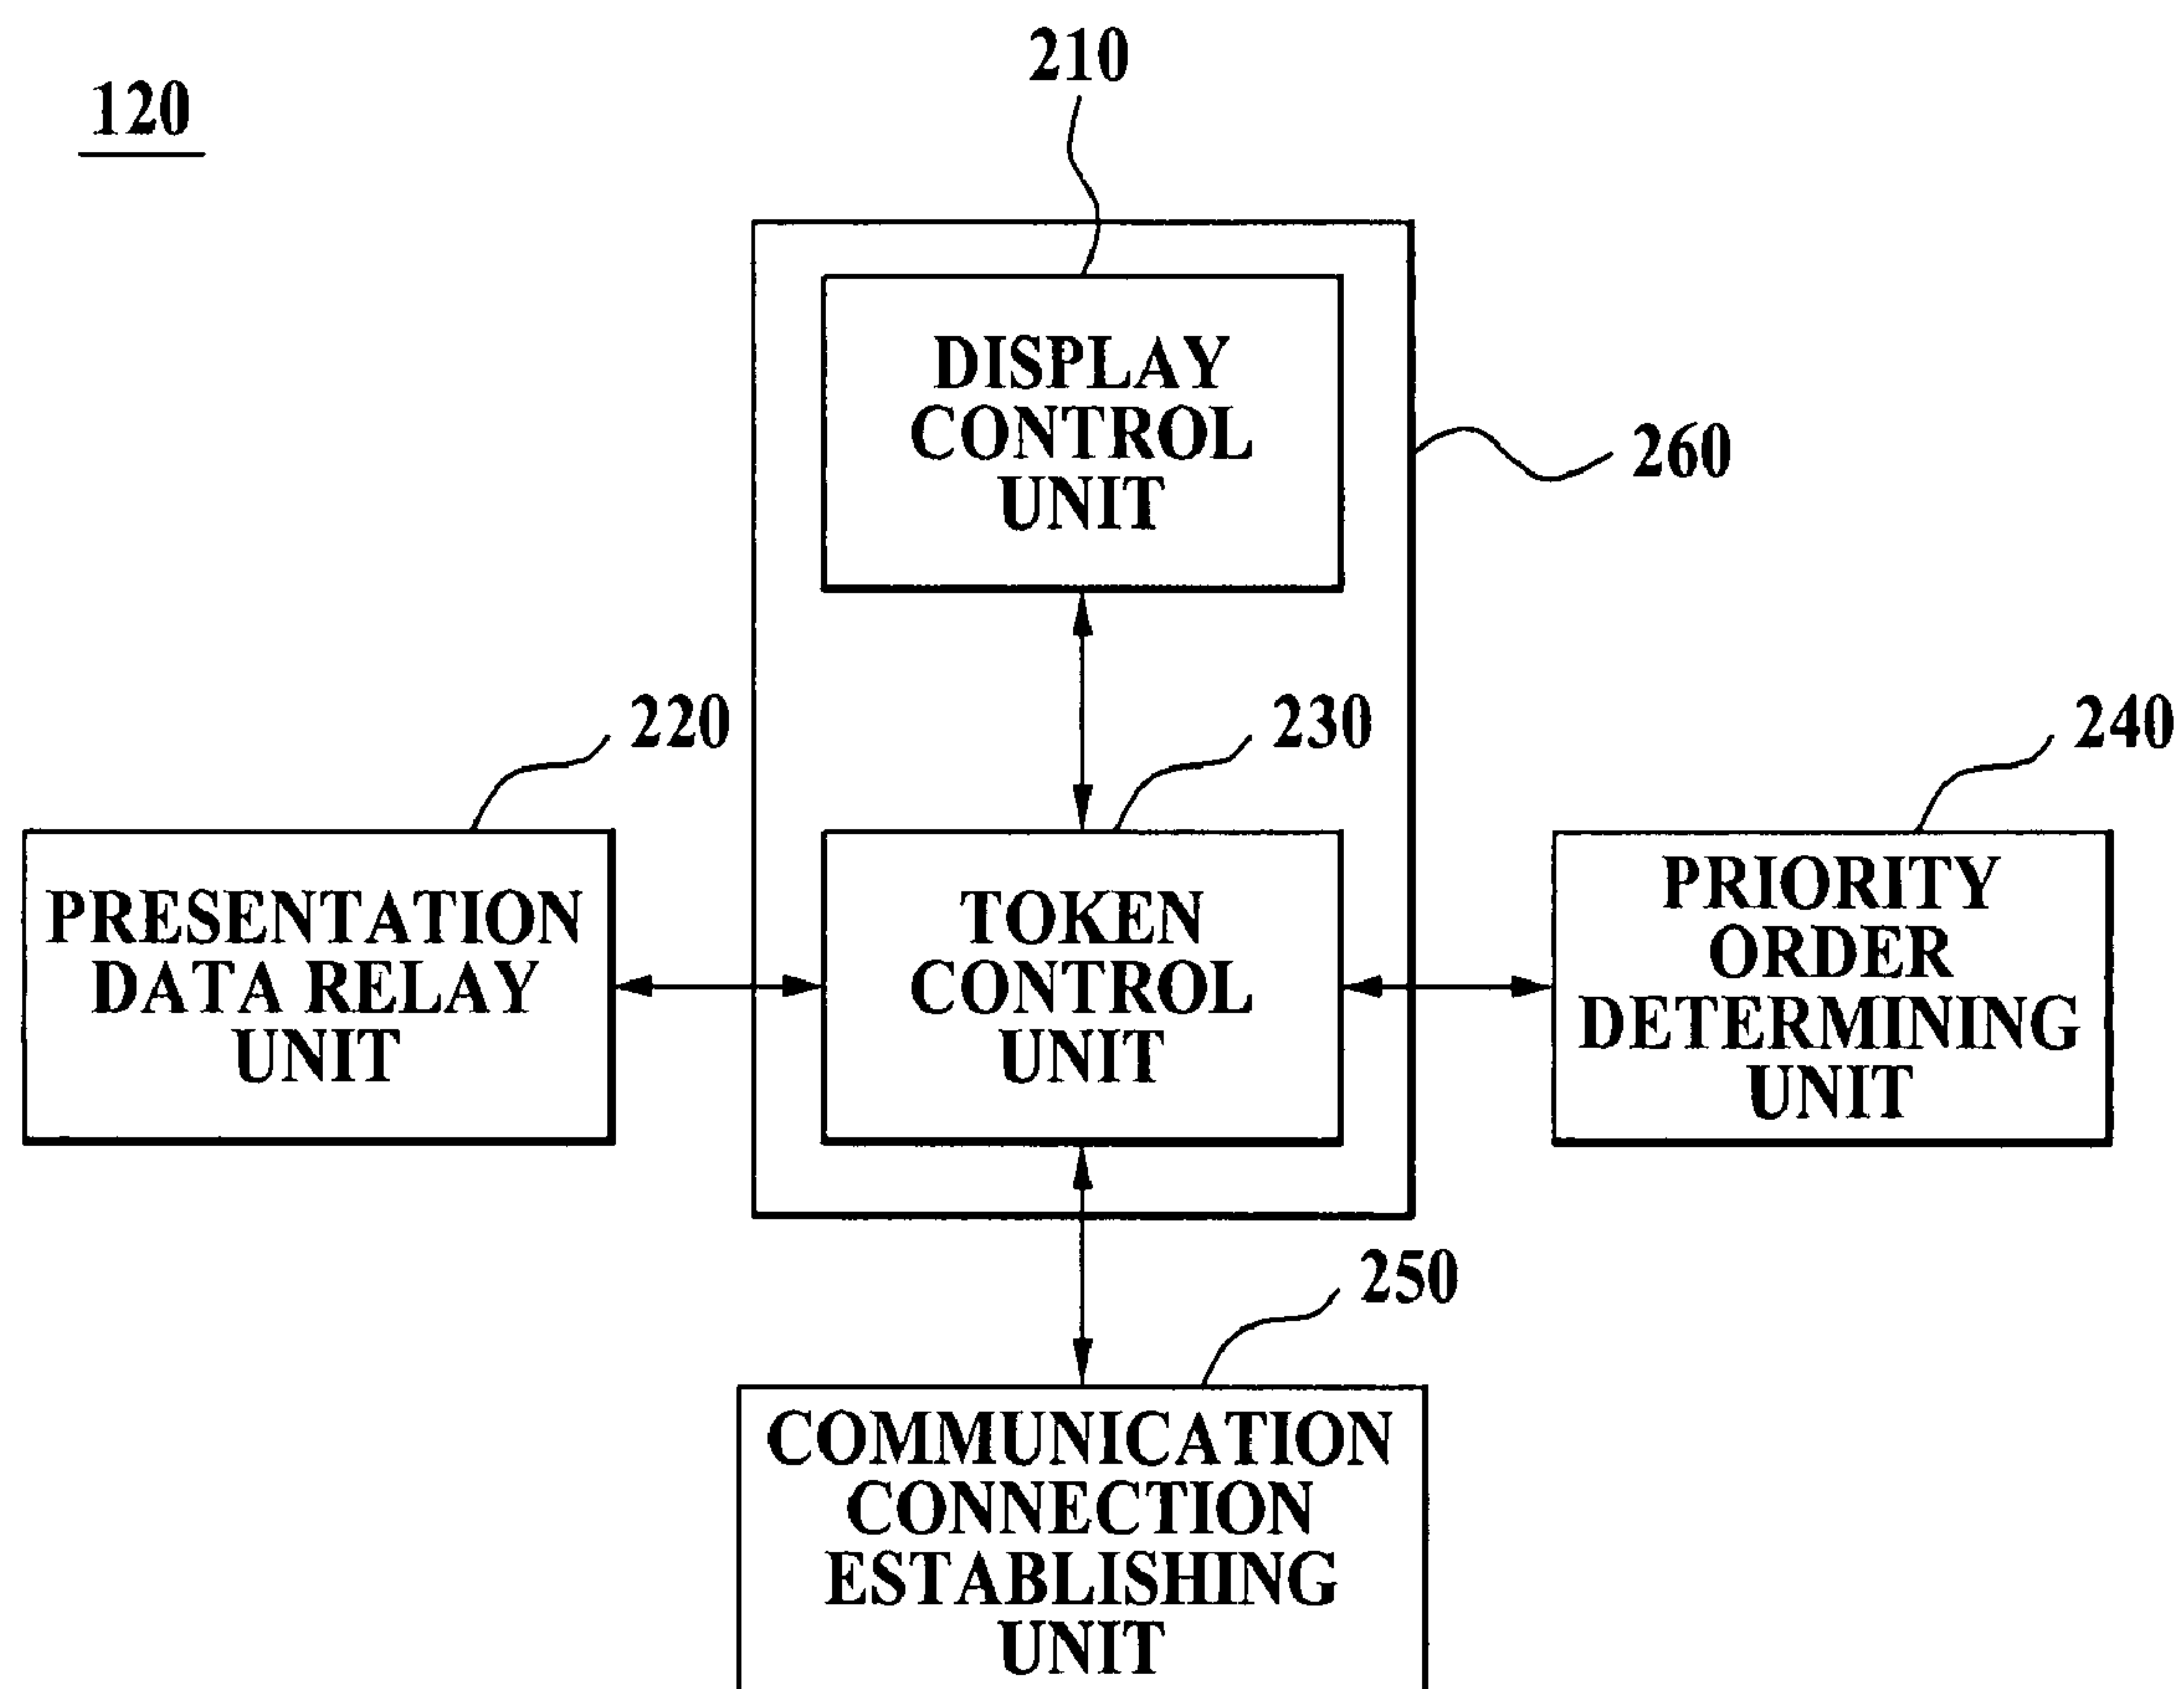 210
120
DISPLAY
CONTROL
UNIT
260
220
230
240
PRESENTATION
DATA RELAY
UNIT
TOKEN
CONTROL
UNIT
PRIORITY
ORDER
DETERMINING
UNIT
250
COMMUNICATION
CONNECTION
ESTABLISHING
UNIT